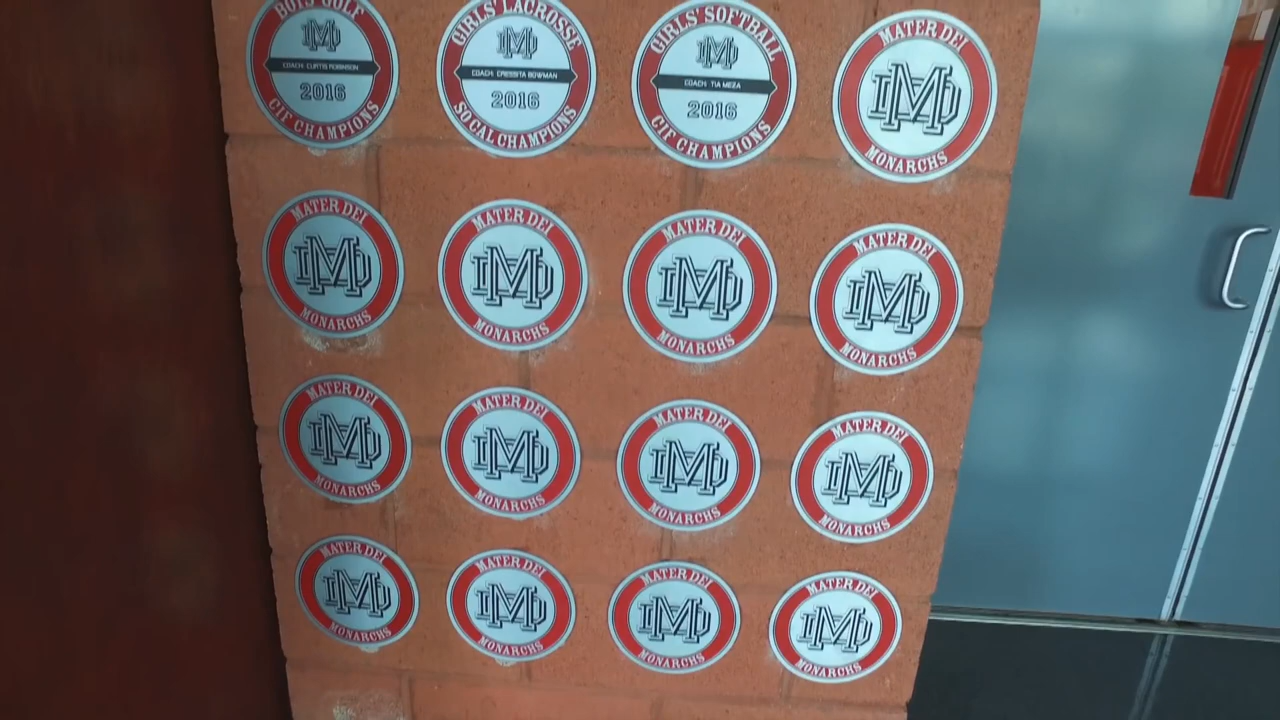 BOYS' GOLF
MD
COACH: CURTIS ROBINSON
2016
CIF CHAMPIONS
GIRLS' LACROSSE
MD
COACH: CRESSITA BOWMAN
2016
SO CAL CHAMPIONS
GIRLS' SOFTBALL
MD
COACH: TIA MEZA
2016
CIF CHAMPIONS
MATER DEI
MD
MONARCHS
MATER DEI
MD
MONARCHS
MATER DEI
MD
MONARCHS
MATER DEI
MD
MONARCHS
MATER DEI
MD
MONARCHS
MATER DEI
MD
MONARCHS
MATER DEI
MD
MONARCHS
MATER DEI
MD
MONARCHS
MATER DEI
MD
MONARCHS
MATER DEI
MD
MONARCHS
MATER DEI
MD
MONARCHS
MATER DEI
MD
MONARCHS
MATER DEI
MD
MONARCHS